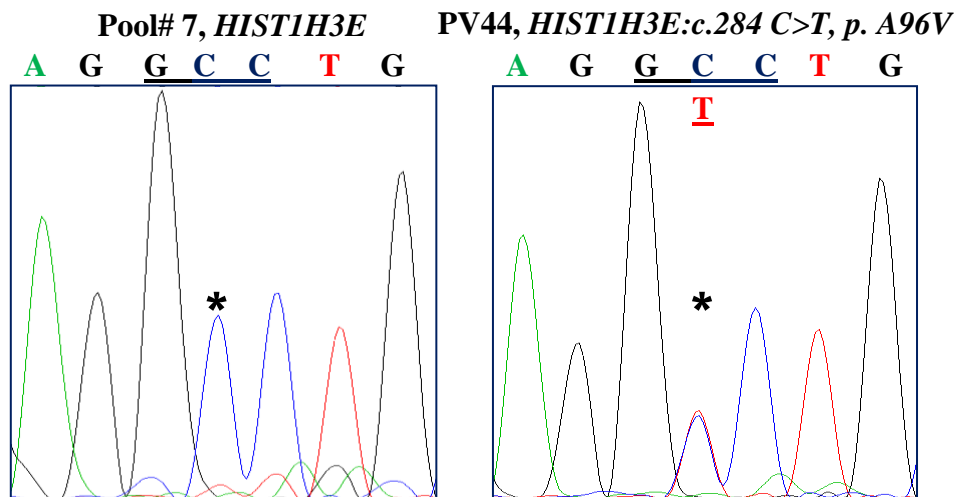 Pool# 7, HIST1H3E
A G G C C T G
*
PV44, HIST1H3E:c.284 C>T, p. A96V
A G G C C T G
T
*